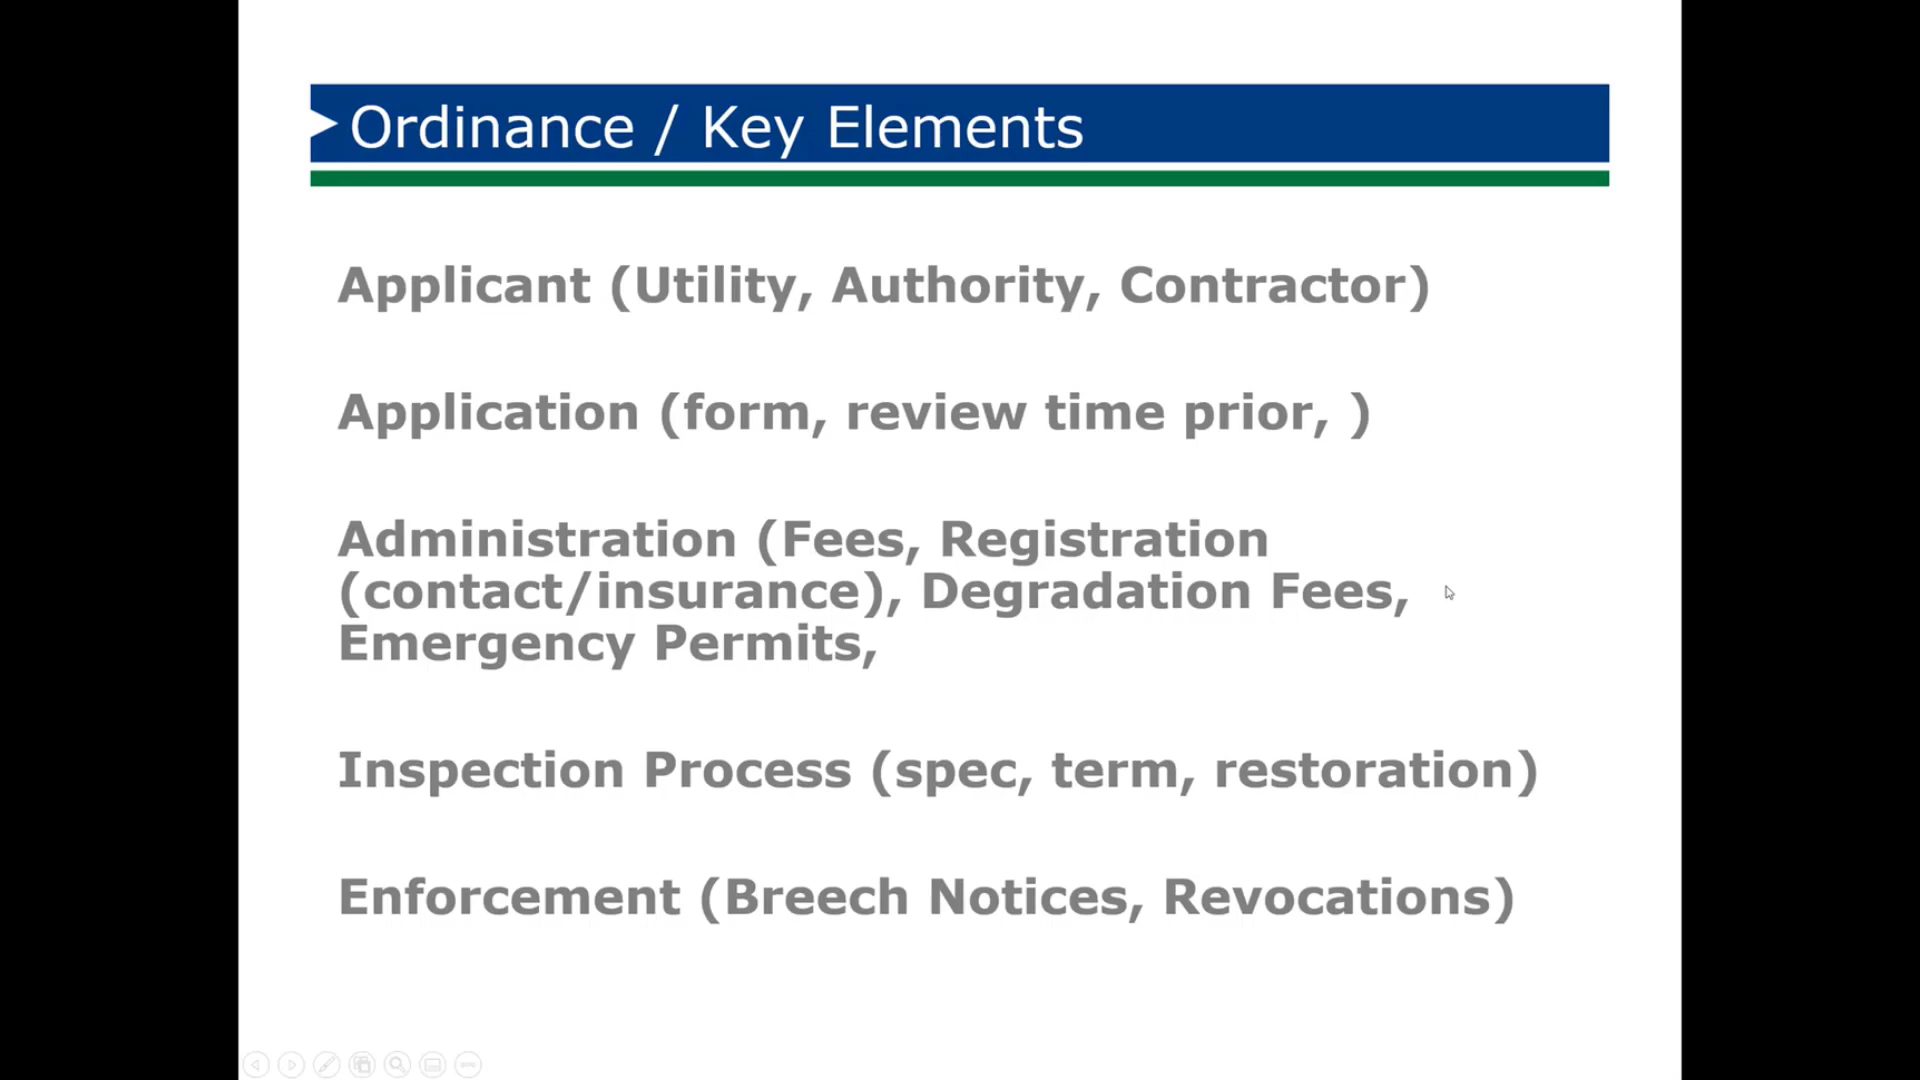 Ordinance / Key Elements
Applicant (Utility, Authority, Contractor)
Application (form, review time prior, )
Administration (Fees, Registration
(contact/insurance), Degradation Fees,
Emergency Permits,
Inspection Process (spec, term, restoration)
Enforcement (Breech Notices, Revocations)